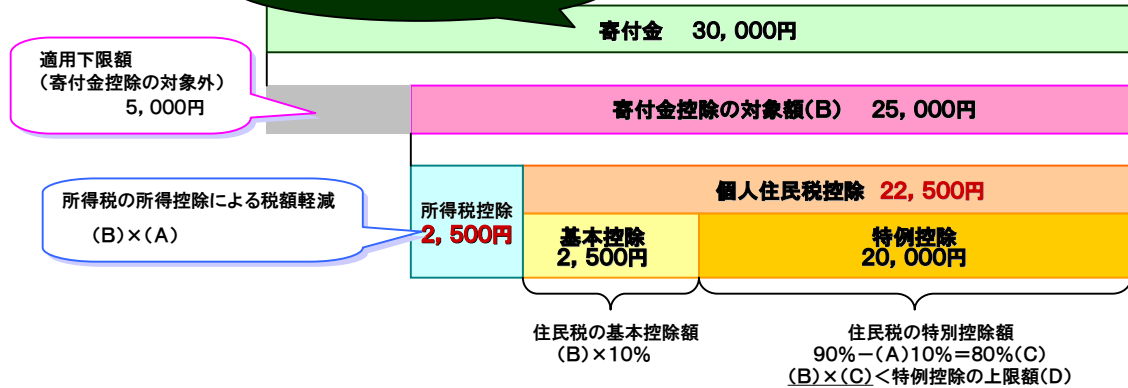 寄付金 30,000円
適用下限額
(寄付金控除の対象外)
5,000円
寄付金控除の対象額(B) 25,000円
所得税の所得控除による税額軽減
(B)×(A)
所得税控除
2,500円
個人住民税控除 22,500円
基本控除
2,500円
特例控除
20,000円
住民税の基本控除額
(B)×10%
住民税の特別控除額
90%-(A)10%=80%(C)
(B)×(C)<特例控除の上限額(D)